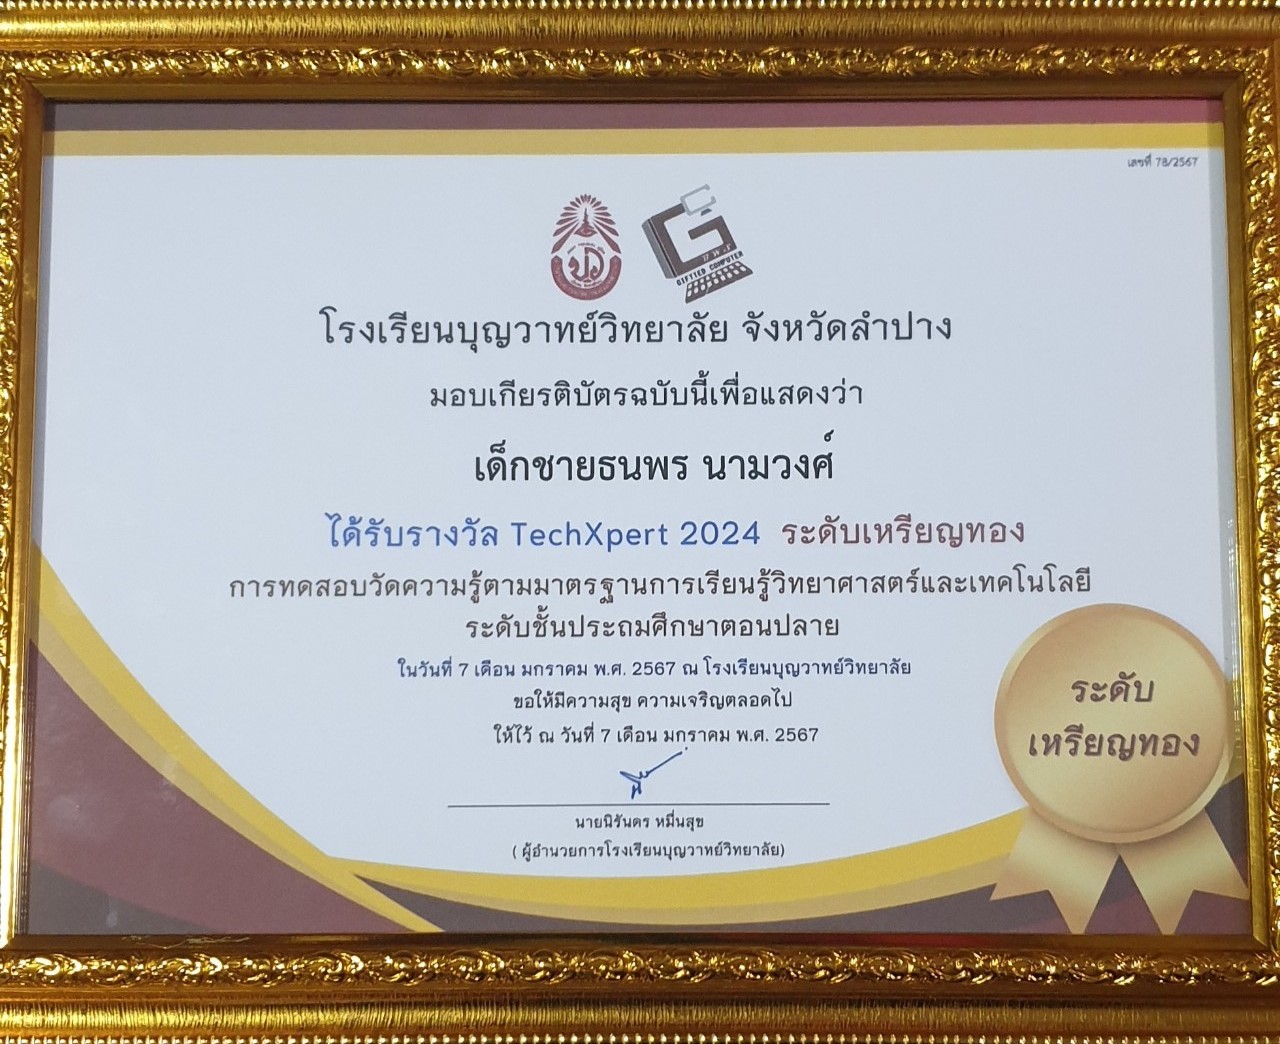 เลขที่ 78/2567
ปว
G
GIFTED COMPUTER
โรงเรียนบุญวาทย์วิทยาลัย จังหวัดลำปาง
มอบเกียรติบัตรฉบับนี้เพื่อแสดงว่า
เด็กชายธนพร นามวงศ์
ได้รับรางวัล TechXpert 2024 ระดับเหรียญทอง
การทดสอบวัดความรู้ตามมาตรฐานการเรียนรู้วิทยาศาสตร์และเทคโนโลยี
ระดับชั้นประถมศึกษาตอนปลาย
ในวันที่ 7 เดือน มกราคม พ.ศ. 2567 ณ โรงเรียนบุญวาทย์วิทยาลัย
ขอให้มีความสุข ความเจริญตลอดไป
ให้ไว้ ณ วันที่ 7 เดือน มกราคม พ.ศ. 2567
นายนิรันดร หมื่นสุข
( ผู้อำนวยการโรงเรียนบุญวาทย์วิทยาลัย)
ระดับ
เหรียญทอง